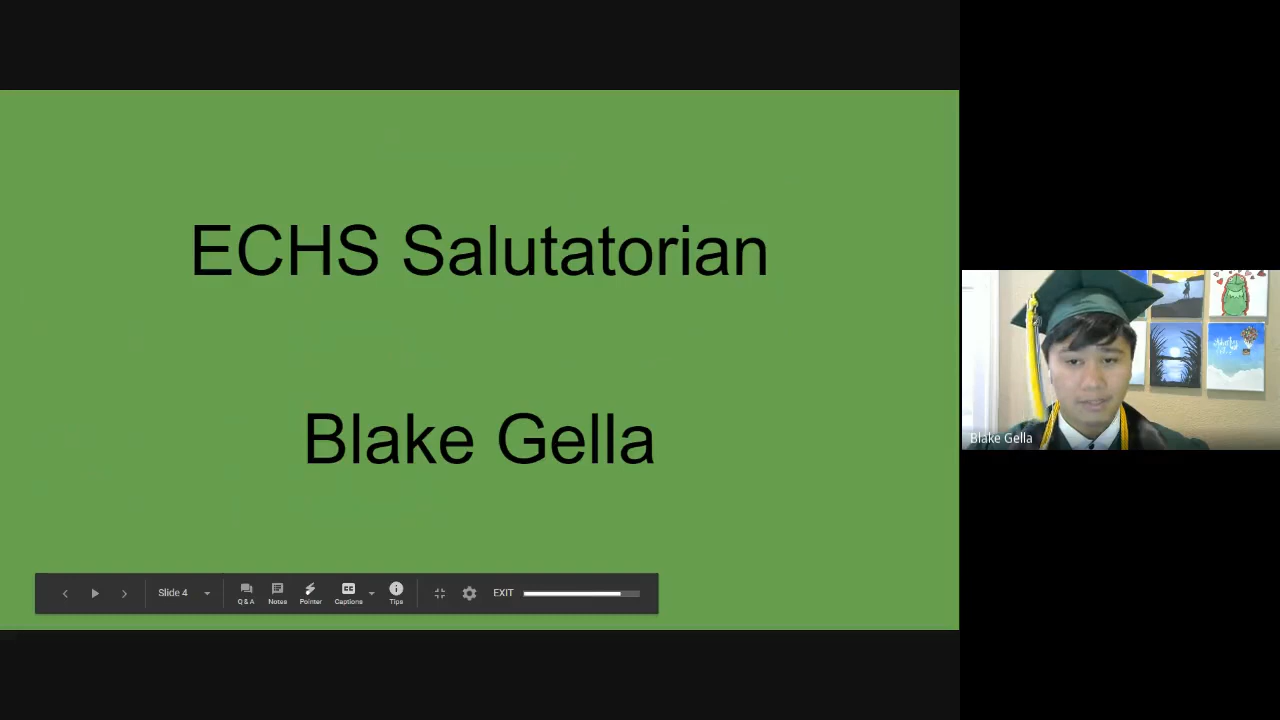 ECHS Salutatorian
Blake Gella
Blake Gella
Slide 4
Q & A
Notes
Pointer
Captions
Tips
EXIT